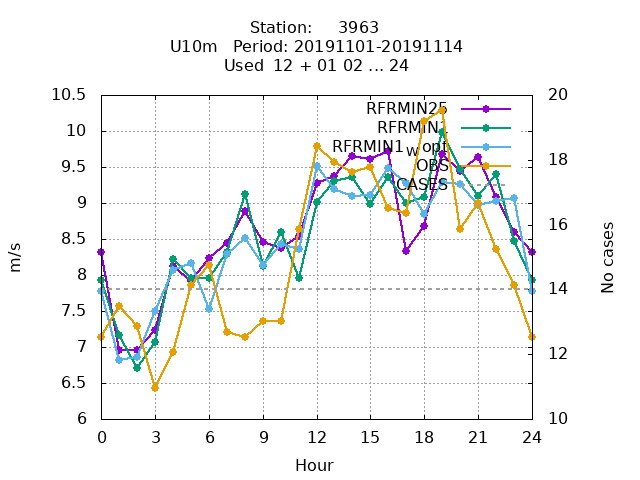 Station: 3963
U10m Period: 20191101-20191114
Used 12 + 01 02 ... 24
10.5
10
9.5
9
8.5
8
7.5
7
6.5
6
m/s
20
18
16
14
12
10
No cases
RFRMIN25
RFRMIN1
RFRMIN1wopt
OBS
CASES
0 3 6 9 12 15 18 21 24
Hour